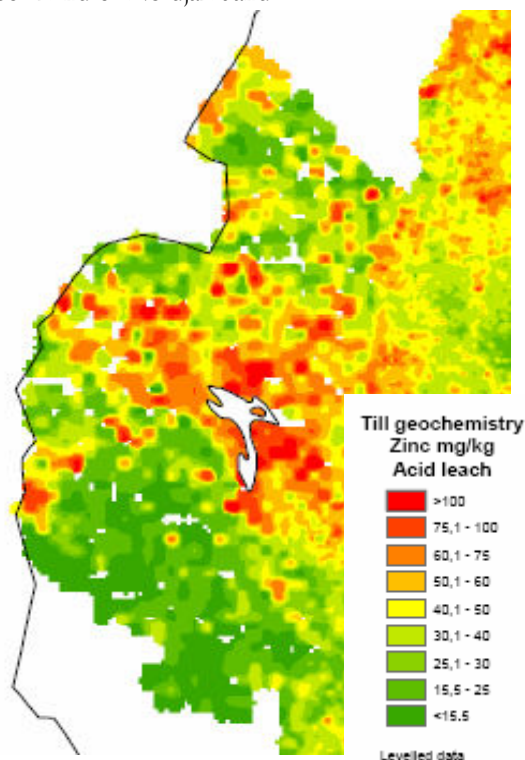 Till geochemistry
Zinc mg/kg
Acid leach
>100
75,1 - 100
60,1 - 75
50,1 - 60
40,1 - 50
30,1 - 40
25,1 - 30
15,5 - 25
<15.5
Levelled data